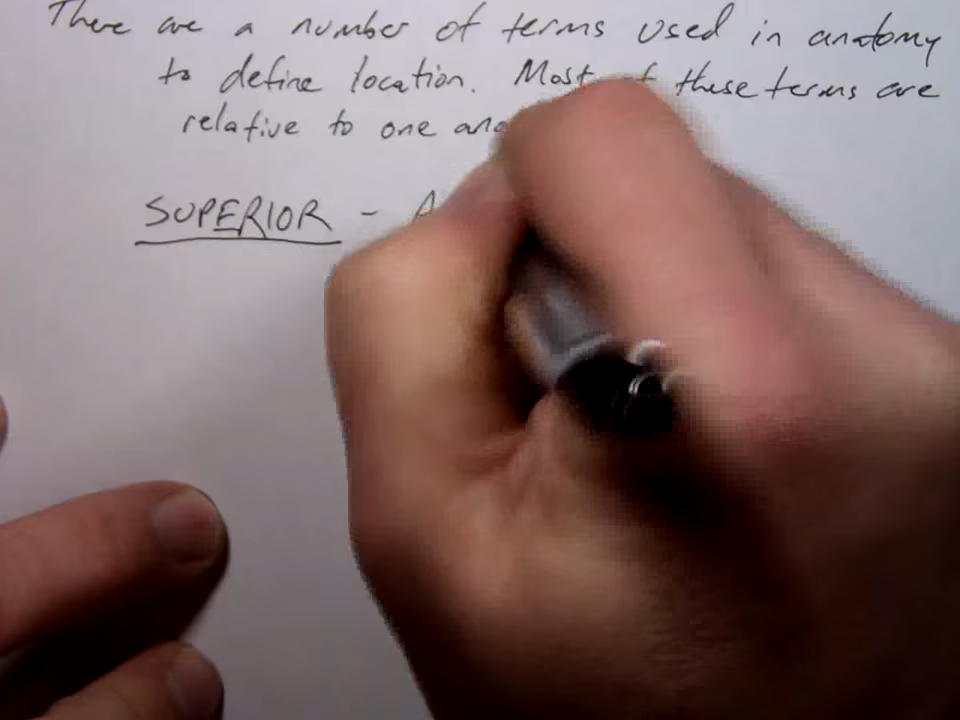 There are a number of terms used in anatomy
to define location. Most these terms are
relative to one
SUPERIOR -